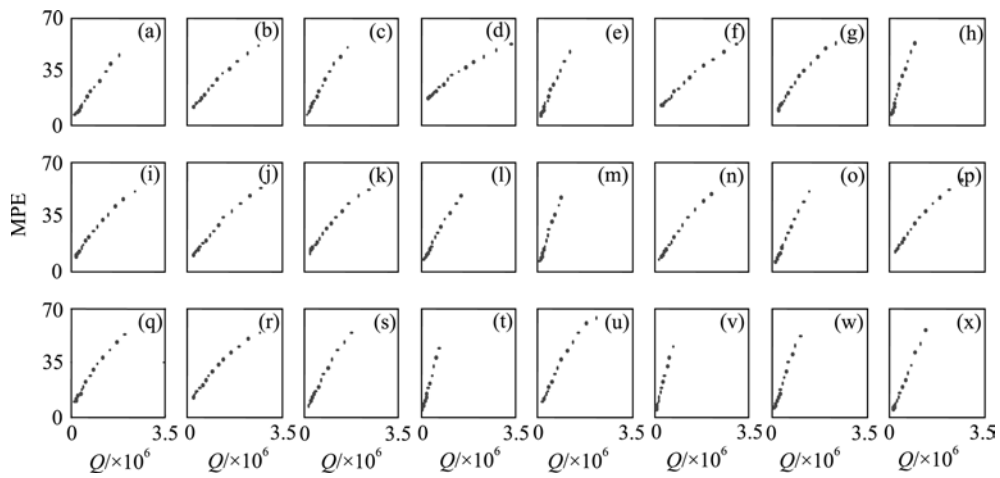 70 (a) (b) (c) (d) (e) (f) (g) (h)
35
0
70 (i) (j) (k) (l) (m) (n) (o) (p)
MPE 35
0
70 (q) (r) (s) (t) (u) (v) (w) (x)
35
0
0 3.5 0 3.5 0 3.5 0 3.5 0 3.5 0 3.5 0 3.5 0 3.5
Q/×10⁶ Q/×10⁶ Q/×10⁶ Q/×10⁶ Q/×10⁶ Q/×10⁶ Q/×10⁶ Q/×10⁶